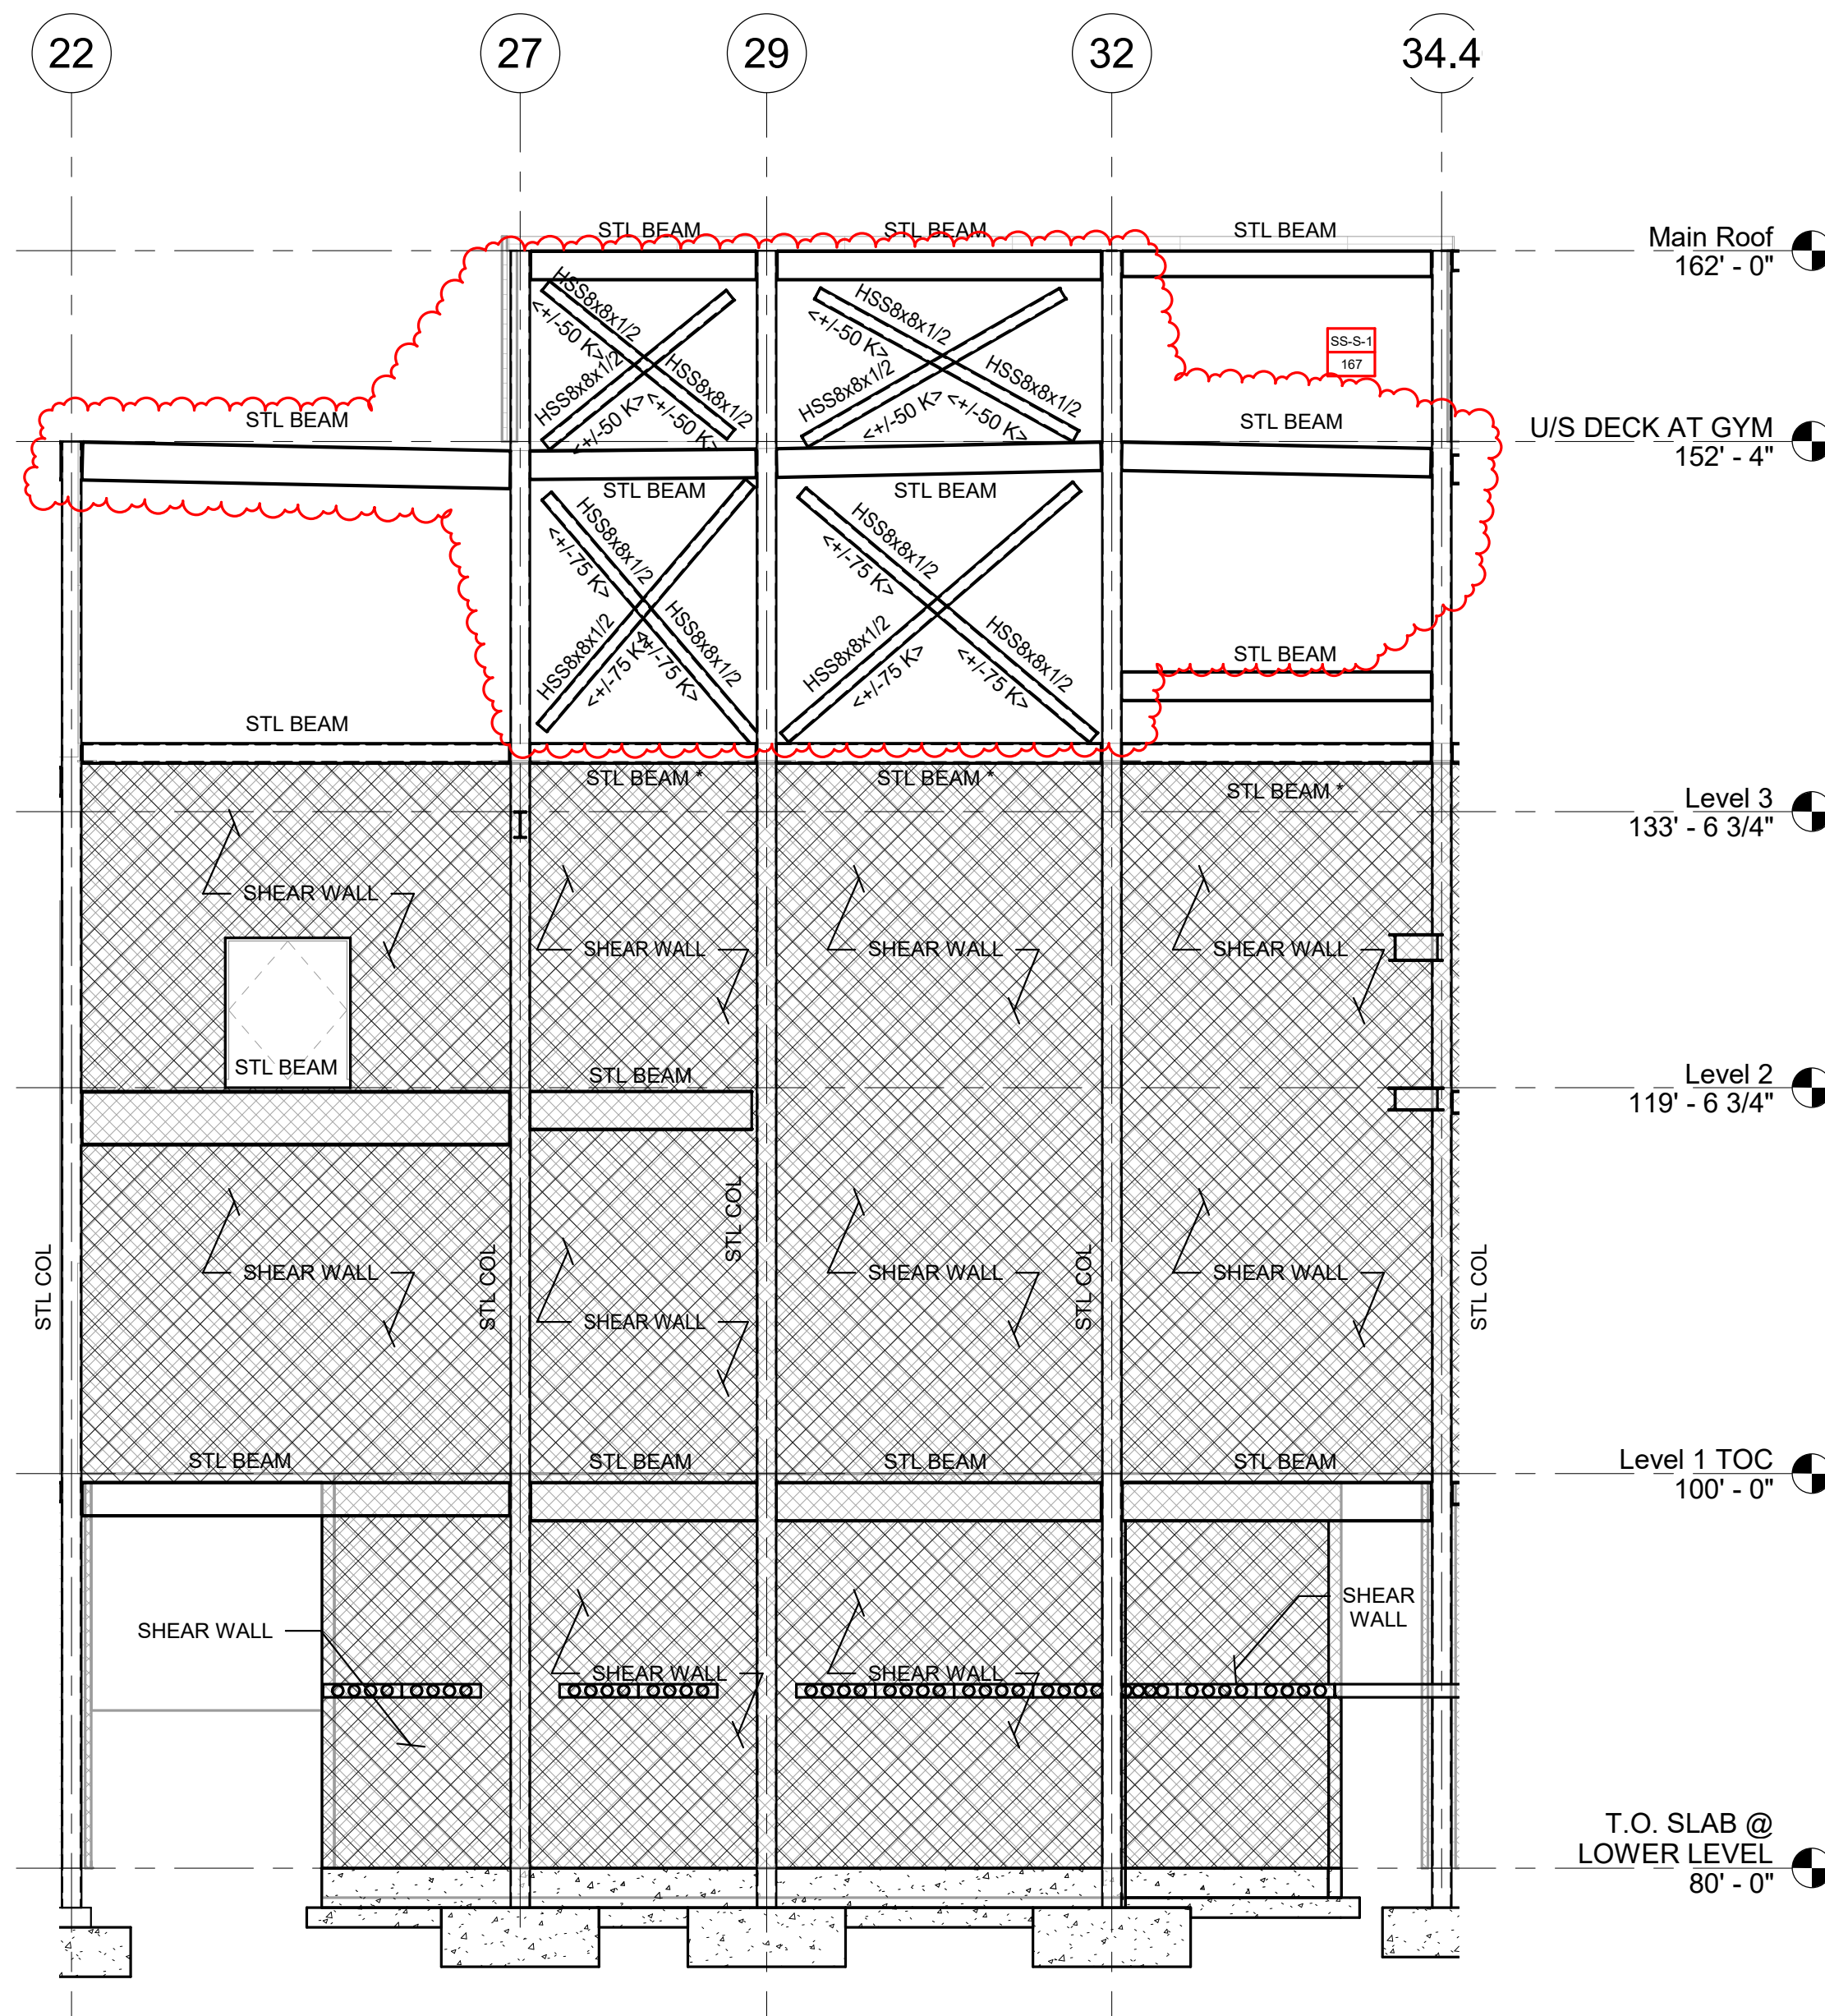 22
27
29
32
34.4
STL BEAM
STL BEAM
STL BEAM
Main Roof
162' - 0"
HSS8x8x1/2
<+/-50 K>
HSS8x8x1/2
HSS8x8x1/2
<+/-50 K>
<+/-50 K>
HSS8x8x1/2
<+/-50 K>
HSS8x8x1/2
HSS8x8x1/2
<+/-50 K>
<+/-50 K>
SS-S-1
167
STL BEAM
STL BEAM
U/S DECK AT GYM
152' - 4"
STL BEAM
STL BEAM
HSS8x8x1/2
<+/-75 K>
HSS8x8x1/2
HSS8x8x1/2
<+/-75 K>
<+/-75 K>
HSS8x8x1/2
<+/-75 K>
HSS8x8x1/2
HSS8x8x1/2
<+/-75 K>
<+/-75 K>
STL BEAM
STL BEAM
STL BEAM *
STL BEAM *
STL BEAM *
Level 3
133' - 6 3/4"
SHEAR WALL
SHEAR WALL
SHEAR WALL
SHEAR WALL
STL BEAM
STL BEAM
Level 2
119' - 6 3/4"
STL COL
STL COL
STL COL
STL COL
STL COL
SHEAR WALL
SHEAR WALL
SHEAR WALL
SHEAR WALL
STL BEAM
STL BEAM
STL BEAM
STL BEAM
Level 1 TOC
100' - 0"
SHEAR WALL
SHEAR WALL
SHEAR WALL
SHEAR
WALL
T.O. SLAB @
LOWER LEVEL
80' - 0"